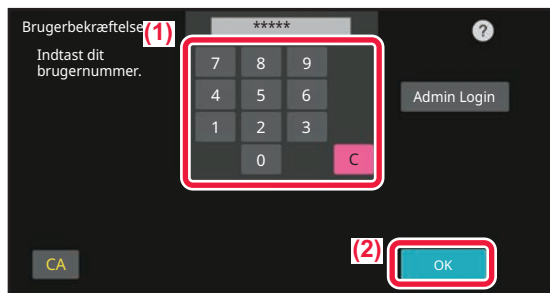 Brugerbekræftelse
(1)
*****
?
Indtast dit
brugernummer.
7 8 9
4 5 6
1 2 3
0 C
Admin Login
CA
(2)
OK